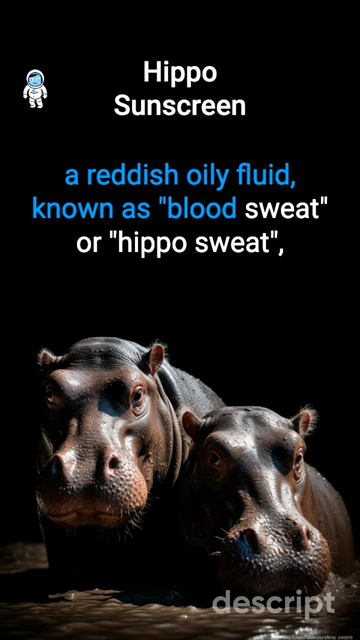 Hippo
Sunscreen
a reddish oily fluid,
known as "blood sweat"
or "hippo sweat",
descript